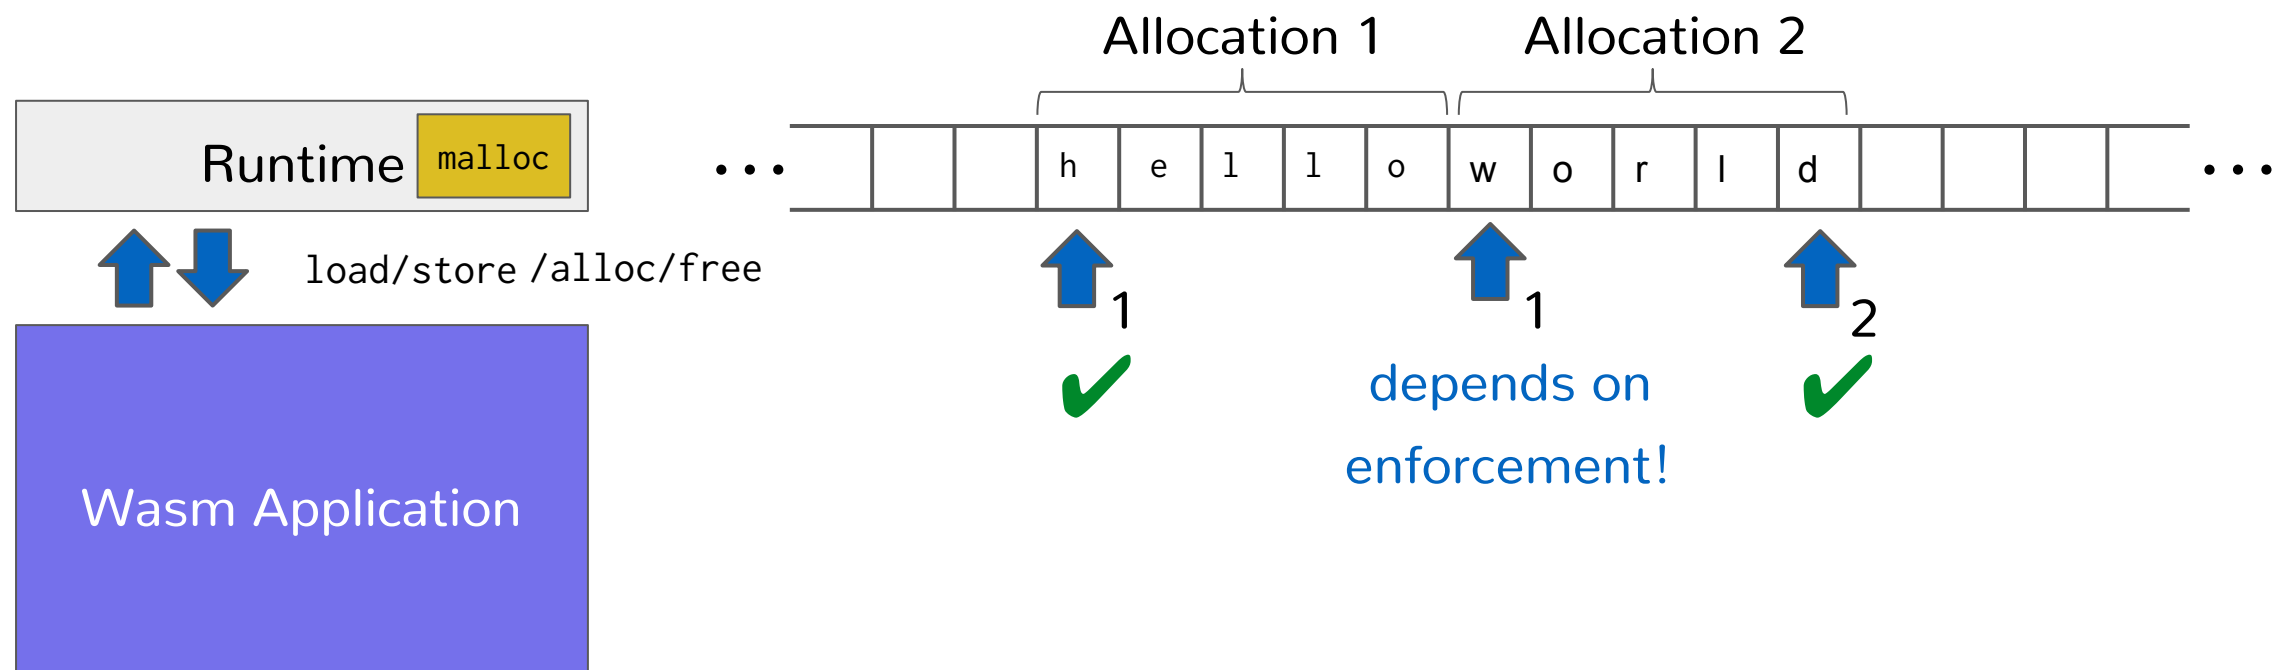 Allocation 1
Allocation 2
Runtime
malloc
... h e l l o w o r l d ...
load/store /alloc/free
1
1
2
✔
depends on
✔
enforcement!
Wasm Application